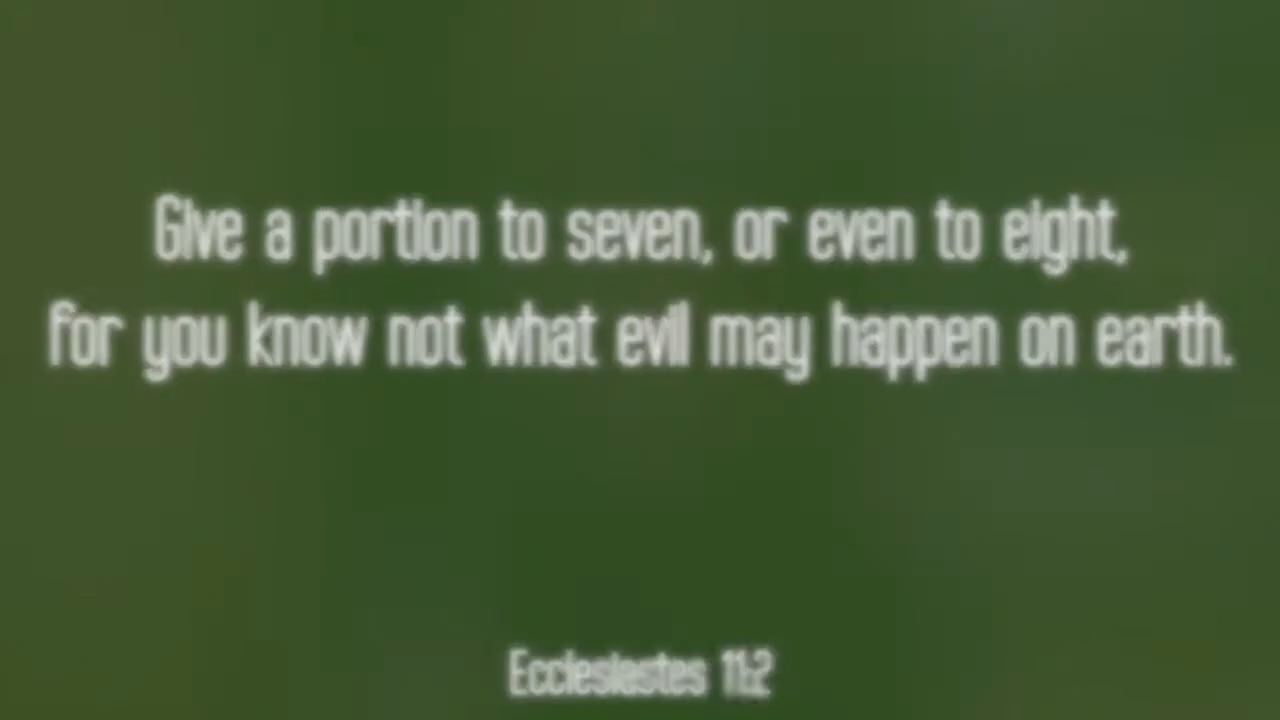 Give a portion to seven, or even to eight,
for you know not what evil may happen on earth.
Ecclesiastes 11:2